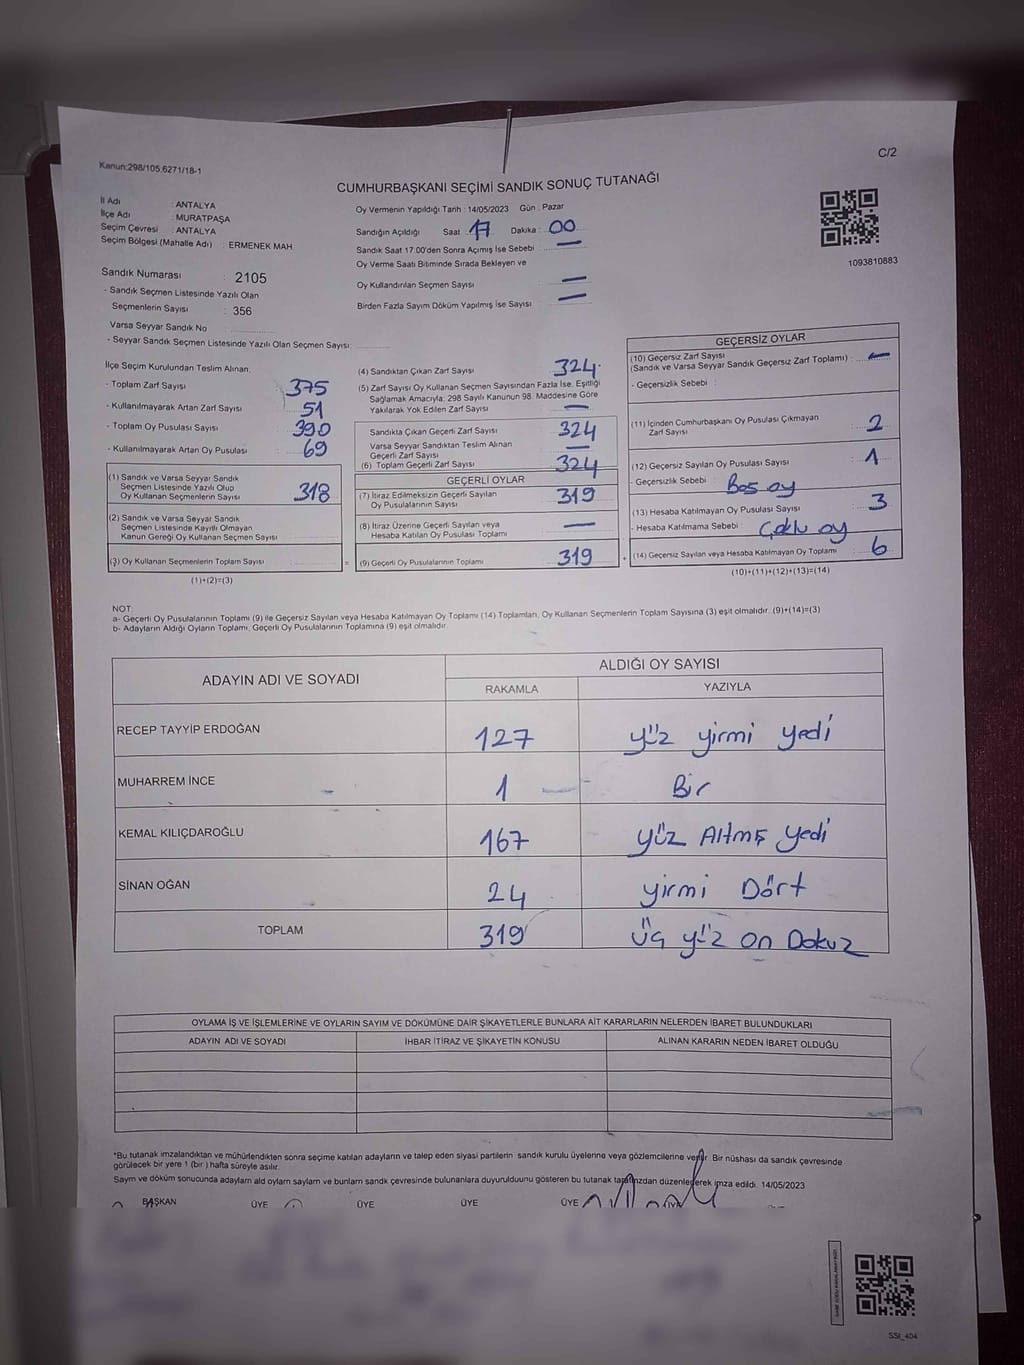 Kanun:298/105,6271/18-1
C/2
CUMHURBAŞKANI SEÇİMİ SANDIK SONUÇ TUTANAĞI
İl Adı : ANTALYA
İlçe Adı : MURATPAŞA
Seçim Çevresi : ANTALYA
Seçim Bölgesi (Mahalle Adı) : ERMENEK MAH
Sandık Numarası : 2105
- Sandık Seçmen Listesinde Yazılı Olan
Seçmenlerin Sayısı : 356
Varsa Seyyar Sandık No :
- Seyyar Sandık Seçmen Listesinde Yazılı Olan Seçmen Sayısı:
Oy Vermenin Yapıldığı Tarih : 14/05/2023 Gün : Pazar
Sandığın Açıldığı Saat : 17 Dakika : 00
Sandık Saat 17.00'den Sonra Açımış İse Sebebi : —
Oy Verme Saati Bitiminde Sırada Bekleyen ve
Oy Kullandırılan Seçmen Sayısı : —
Birden Fazla Sayım Döküm Yapılmış İse Sayısı : —
1093810883
İlçe Seçim Kurulundan Teslim Alınan;
- Toplam Zarf Sayısı : 375
- Kullanılmayarak Artan Zarf Sayısı : 51
- Toplam Oy Pusulası Sayısı : 390
- Kullanılmayarak Artan Oy Pusulası : 69
(1) Sandık ve Varsa Seyyar Sandık
Seçmen Listesinde Yazılı Olup
Oy Kullanan Seçmenlerin Sayısı : 318
(2) Sandık ve Varsa Seyyar Sandık
Seçmen Listesinde Kayıtlı Olmayan
Kanun Gereği Oy Kullanan Seçmen Sayısı :
(3) Oy Kullanan Seçmenlerin Toplam Sayısı :
(1)+(2)=(3)
(4) Sandıktan Çıkan Zarf Sayısı : 324
(5) Zarf Sayısı Oy Kullanan Seçmen Sayısından Fazla İse, Eşitliği
Sağlamak Amacıyla; 298 Sayılı Kanunun 98. Maddesine Göre
Yakılarak Yok Edilen Zarf Sayısı : —
Sandıkta Çıkan Geçerli Zarf Sayısı : 324
Varsa Seyyar Sandıktan Teslim Alınan
Geçerli Zarf Sayısı : —
(6) Toplam Geçerli Zarf Sayısı : 324
GEÇERLİ OYLAR
(7) İtiraz Edilmeksizin Geçerli Sayılan
Oy Pusulalarının Sayısı : 319
(8) İtiraz Üzerine Geçerli Sayılan veya
Hesaba Katılan Oy Pusulası Toplamı : —
= (9) Geçerli Oy Pusulalarının Toplamı : 319
GEÇERSİZ OYLAR
(10) Geçersiz Zarf Sayısı
(Sandık ve Varsa Seyyar Sandık Geçersiz Zarf Toplamı) : —
- Geçersizlik Sebebi :
(11) İçinden Cumhurbaşkanı Oy Pusulası Çıkmayan
Zarf Sayısı : 2
(12) Geçersiz Sayılan Oy Pusulası Sayısı : 1
- Geçersizlik Sebebi : Boş oy
(13) Hesaba Katılmayan Oy Pusulası Sayısı : 3
- Hesaba Katılmama Sebebi : Çoklu oy
+ (14) Geçersiz Sayılan veya Hesaba Katılmayan Oy Toplamı : 6
(10)+(11)+(12)+(13)=(14)
NOT:
a- Geçerli Oy Pusulalarının Toplamı (9) ile Geçersiz Sayılan veya Hesaba Katılmayan Oy Toplamı (14) Toplamları, Oy Kullanan Seçmenlerin Toplam Sayısına (3) eşit olmalıdır. (9)+(14)=(3)
b- Adayların Aldığı Oyların Toplamı, Geçerli Oy Pusulalarının Toplamına (9) eşit olmalıdır.
ADAYIN ADI VE SOYADI
ALDIĞI OY SAYISI
RAKAMLA YAZIYLA
RECEP TAYYİP ERDOĞAN 127 Yüz yirmi yedi
MUHARREM İNCE 1 Bir
KEMAL KILIÇDAROĞLU 167 yüz Altmş yedi
SİNAN OĞAN 24 yirmi Dört
TOPLAM 319 üç yüz on Dokuz
OYLAMA İŞ VE İŞLEMLERİNE VE OYLARIN SAYIM VE DÖKÜMÜNE DAİR ŞİKAYETLERLE BUNLARA AİT KARARLARIN NELERDEN İBARET BULUNDUKLARI
ADAYIN ADI VE SOYADI İHBAR İTİRAZ VE ŞİKAYETİN KONUSU ALINAN KARARIN NEDEN İBARET OLDUĞU
*Bu tutanak imzalandıktan ve mühürlendikten sonra seçime katılan adayların ve talep eden siyasi partilerin sandık kurulu üyelerine veya gözlemcilerine verilir. Bir nüshası da sandık çevresinde
görülecek bir yere 1 (bir ) hafta süreyle asılır.
Sayım ve döküm sonucunda adayların ald oyların sayıları ve bunların sandık çevresinde bulunanlara duyurulduunu gösteren bu tutanak tarafımızdan düzenlenerek imza edildi. 14/05/2023
BAŞKAN ÜYE ÜYE ÜYE ÜYE ÜYE
SSI_404